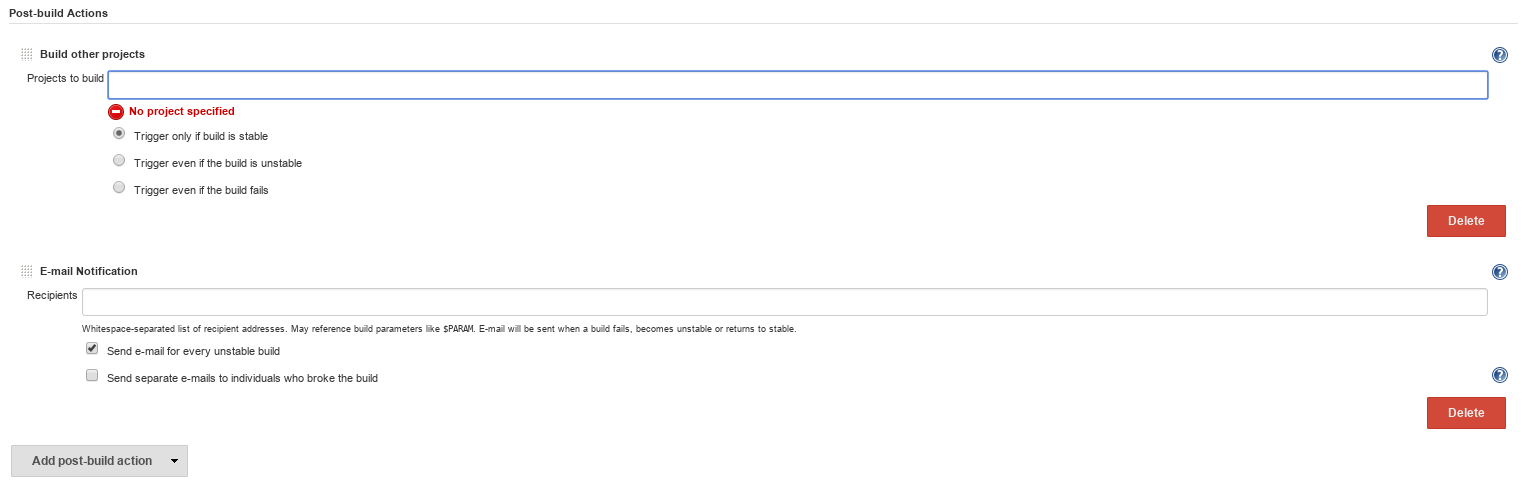 Post-build Actions
Build other projects
?
Projects to build
No project specified
Trigger only if build is stable
Trigger even if the build is unstable
Trigger even if the build fails
Delete
E-mail Notification
?
Recipients
Whitespace-separated list of recipient addresses. May reference build parameters like $PARAM. E-mail will be sent when a build fails, becomes unstable or returns to stable.
Send e-mail for every unstable build
Send separate e-mails to individuals who broke the build
?
Delete
Add post-build action